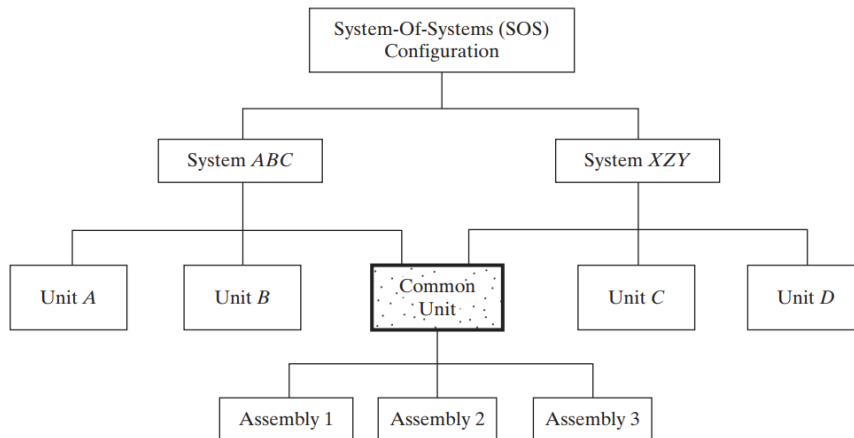 System-Of-Systems (SOS)
Configuration
System ABC
System XZY
Unit A
Unit B
Common
Unit
Unit C
Unit D
Assembly 1
Assembly 2
Assembly 3